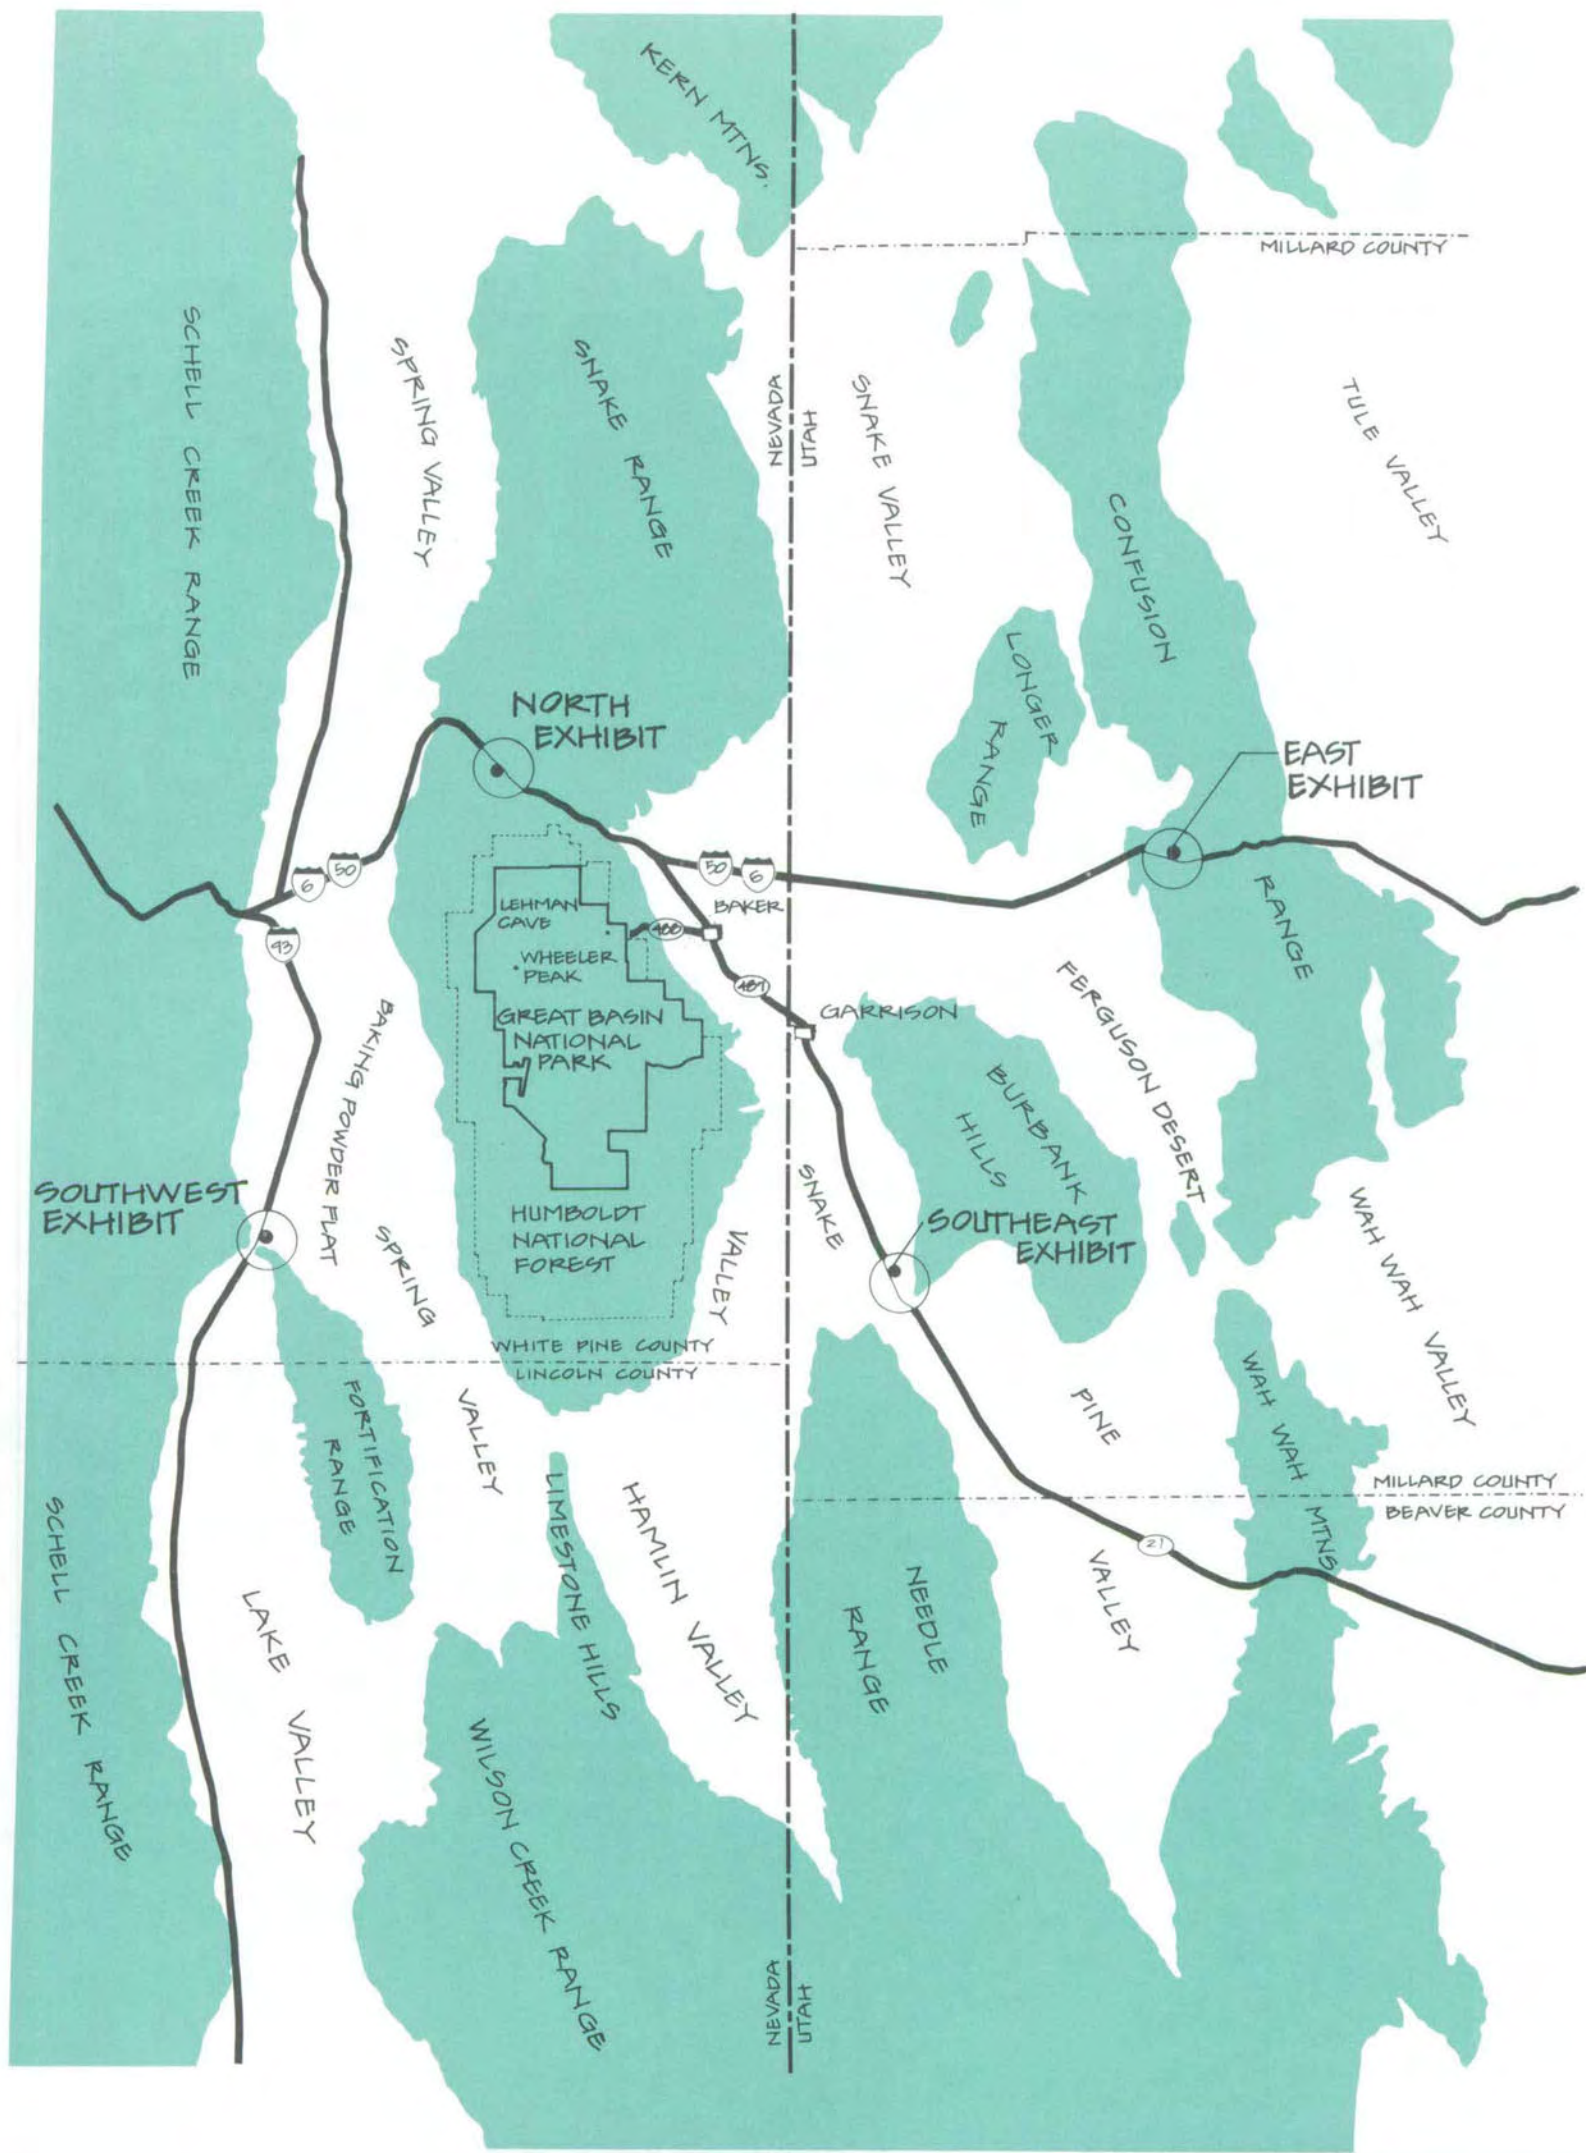 KERN MTNS.
MILLARD COUNTY
SCHELL CREEK RANGE
SPRING VALLEY
SNAKE RANGE
NEVADA
UTAH
SNAKE VALLEY
TULE VALLEY
CONFUSION
RANGE
LONGER
RANGE
NORTH
EXHIBIT
EAST
EXHIBIT
6
50
50
6
93
LEHMAN
CAVE
BAKER
488
WHEELER
PEAK
487
GREAT BASIN
NATIONAL
PARK
GARRISON
BAKING POWDER FLAT
FERGUSON DESERT
BURBANK
HILLS
SOUTHWEST
EXHIBIT
HUMBOLDT
NATIONAL
FOREST
SNAKE
VALLEY
SOUTHEAST
EXHIBIT
WAH WAH VALLEY
SPRING
VALLEY
WHITE PINE COUNTY
LINCOLN COUNTY
FORTIFICATION
RANGE
PINE
VALLEY
WAH WAH MTNS
MILLARD COUNTY
BEAVER COUNTY
21
LIMESTONE HILLS
HAMLIN VALLEY
NEEDLE
RANGE
SCHELL CREEK RANGE
LAKE VALLEY
WILSON CREEK RANGE
NEVADA
UTAH